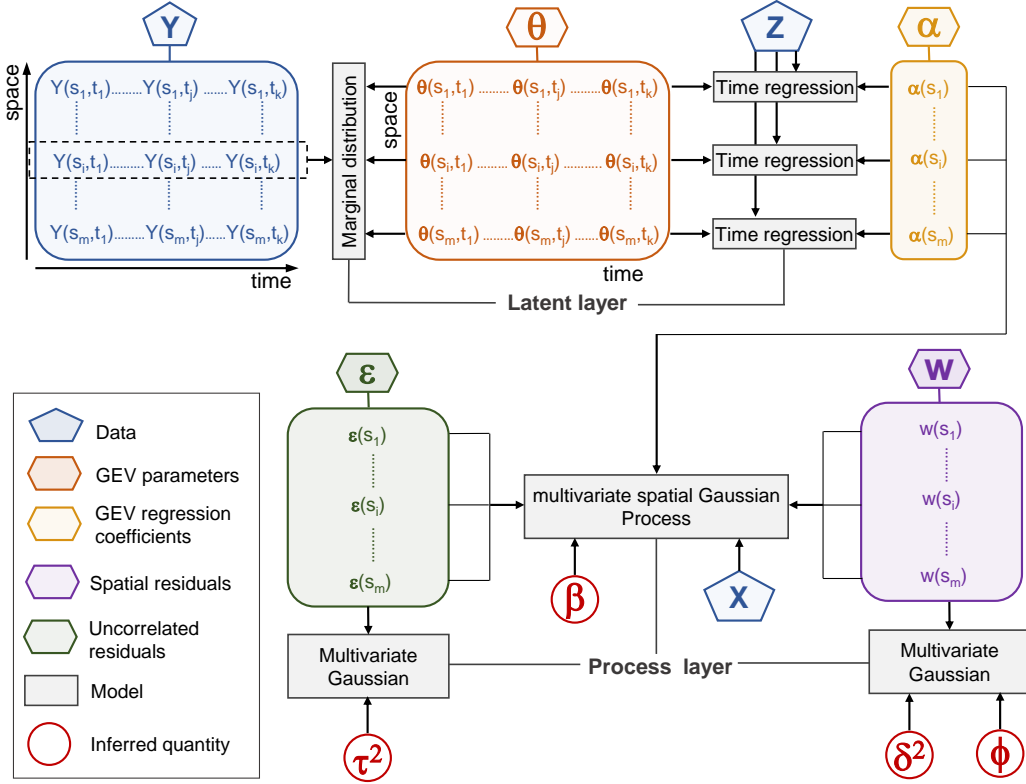 Y
θ
Z
α
space
Y(s₁,t₁).........Y(s₁,tⱼ)......Y(s₁,tₖ)
Y(sᵢ,t₁).........Y(sᵢ,tⱼ)...... Y(sᵢ,tₖ)
Y(sₘ,t₁).........Y(sₘ,tⱼ)......Y(sₘ,tₖ)
time
Marginal distribution
space
θ(s₁,t₁) ......... θ(s₁,tⱼ) ...... θ(s₁,tₖ)
θ(sᵢ,t₁) ......... θ(sᵢ,tⱼ) ...... θ(sᵢ,tₖ)
θ(sₘ,t₁) ......... θ(sₘ,tⱼ) ...... θ(sₘ,tₖ)
time
Time regression
Time regression
Time regression
α(s₁)
α(sᵢ)
α(sₘ)
Latent layer
ε
w
Data
GEV parameters
GEV regression
coefficients
Spatial residuals
Uncorrelated
residuals
Model
Inferred quantity
ε(s₁)
ε(sᵢ)
ε(sₘ)
multivariate spatial Gaussian
Process
β
X
w(s₁)
w(sᵢ)
w(sₘ)
Multivariate
Gaussian
Process layer
Multivariate
Gaussian
τ²
δ²
ϕ